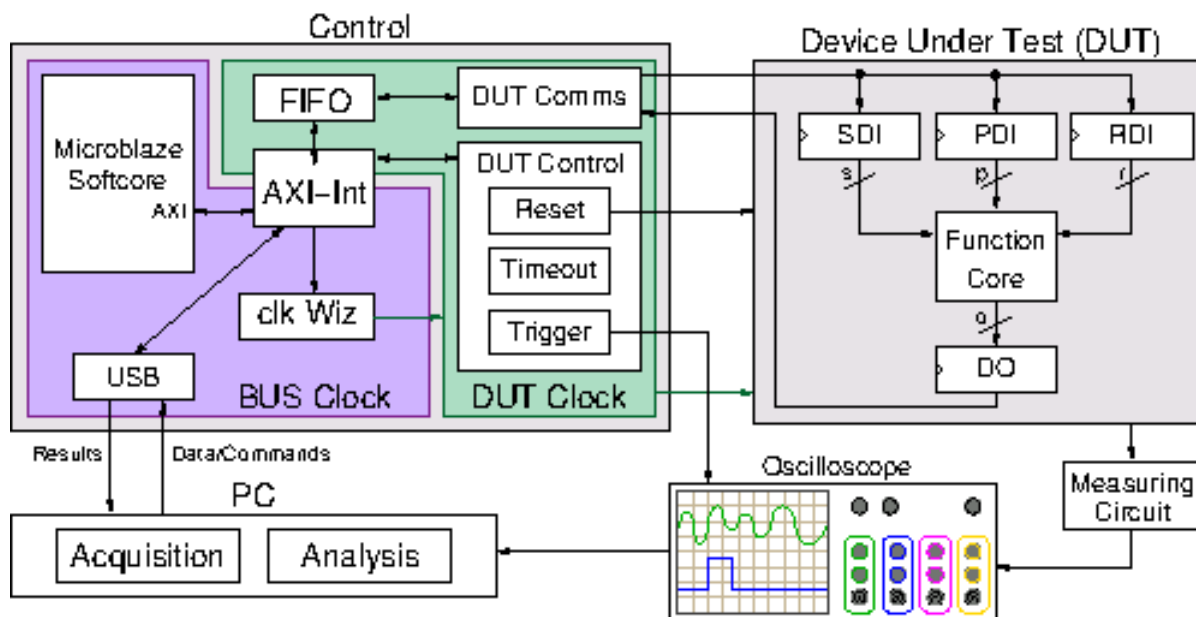 Control
Device Under Test (DUT)
FIFO
DUT Comms
SDI
PDI
RDI
Microblaze
Softcore
AXI
AXI-Int
DUT Control
s
p
r
Reset
Function
Core
Timeout
clk Wiz
Trigger
o
DO
USB
BUS Clock
DUT Clock
Results
Data/Commands
Oscilloscope
Measuring
Circuit
PC
Acquisition
Analysis